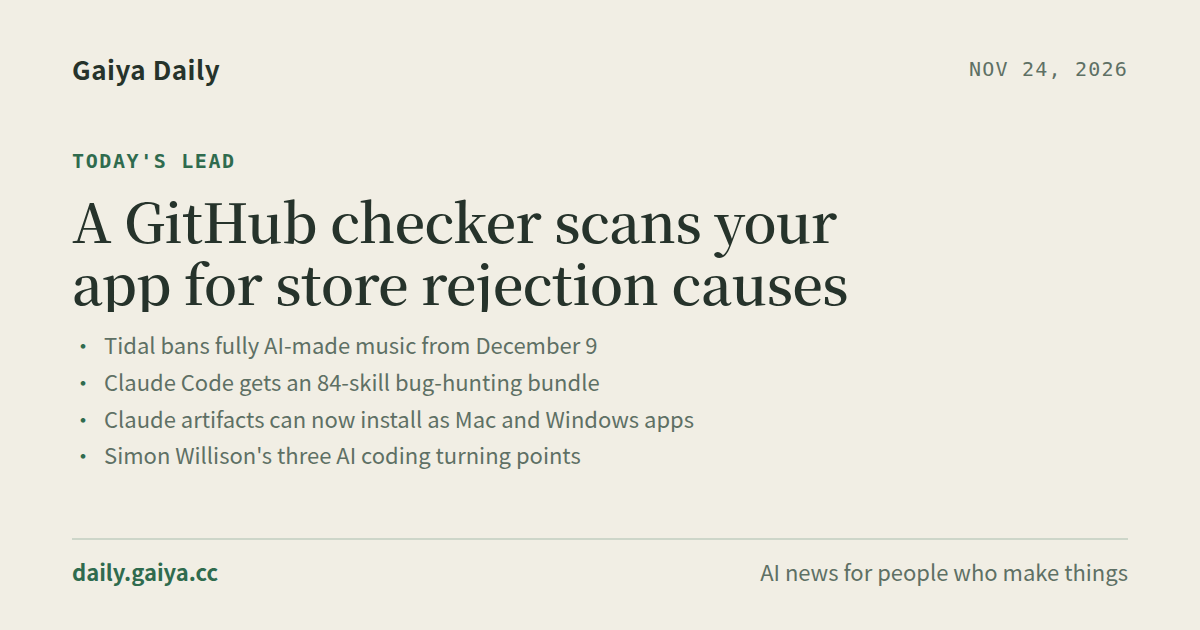 Gaiya Daily
NOV 24, 2026
TODAY'S LEAD
A GitHub checker scans your
app for store rejection causes
• Tidal bans fully AI-made music from December 9
• Claude Code gets an 84-skill bug-hunting bundle
• Claude artifacts can now install as Mac and Windows apps
• Simon Willison's three AI coding turning points
daily.gaiya.cc
AI news for people who make things